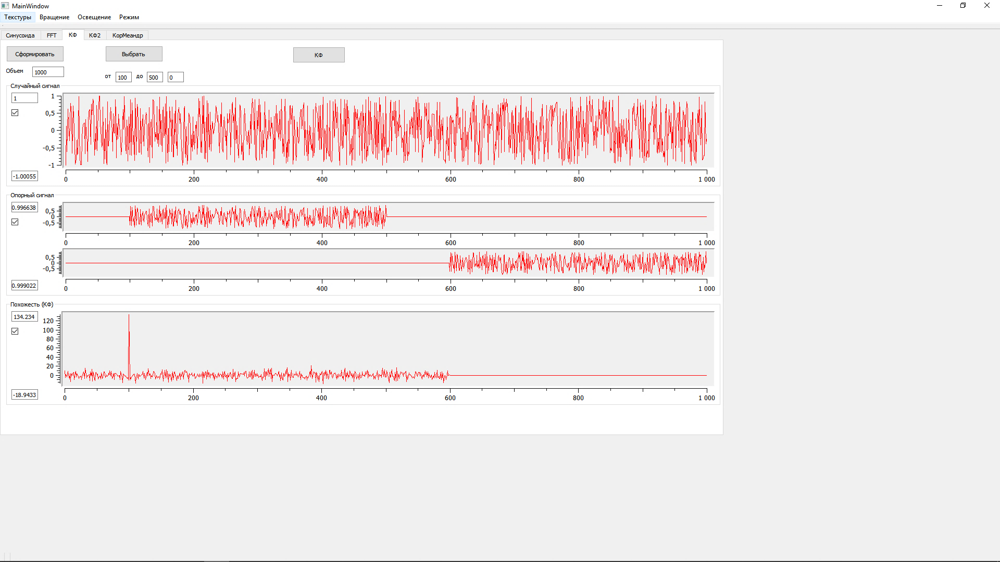 MainWindow
Текстуры Вращение Освещение Режим
Синусоида FFT КФ КФ2 КорМеандр
Сформировать Выбрать КФ
Объем 1000
от 100 до 500 0
Случайный сигнал
1
1
0,5
0
-0,5
-1
-1.00055
0 200 400 600 800 1 000
Опорный сигнал
0.996638
0,5
0
-0,5
0 200 400 600 800 1 000
0,5
0
-0,5
0.999022
0 200 400 600 800 1 000
Похожесть (КФ)
134.234
120
100
80
60
40
20
0
-18.9433
0 200 400 600 800 1 000